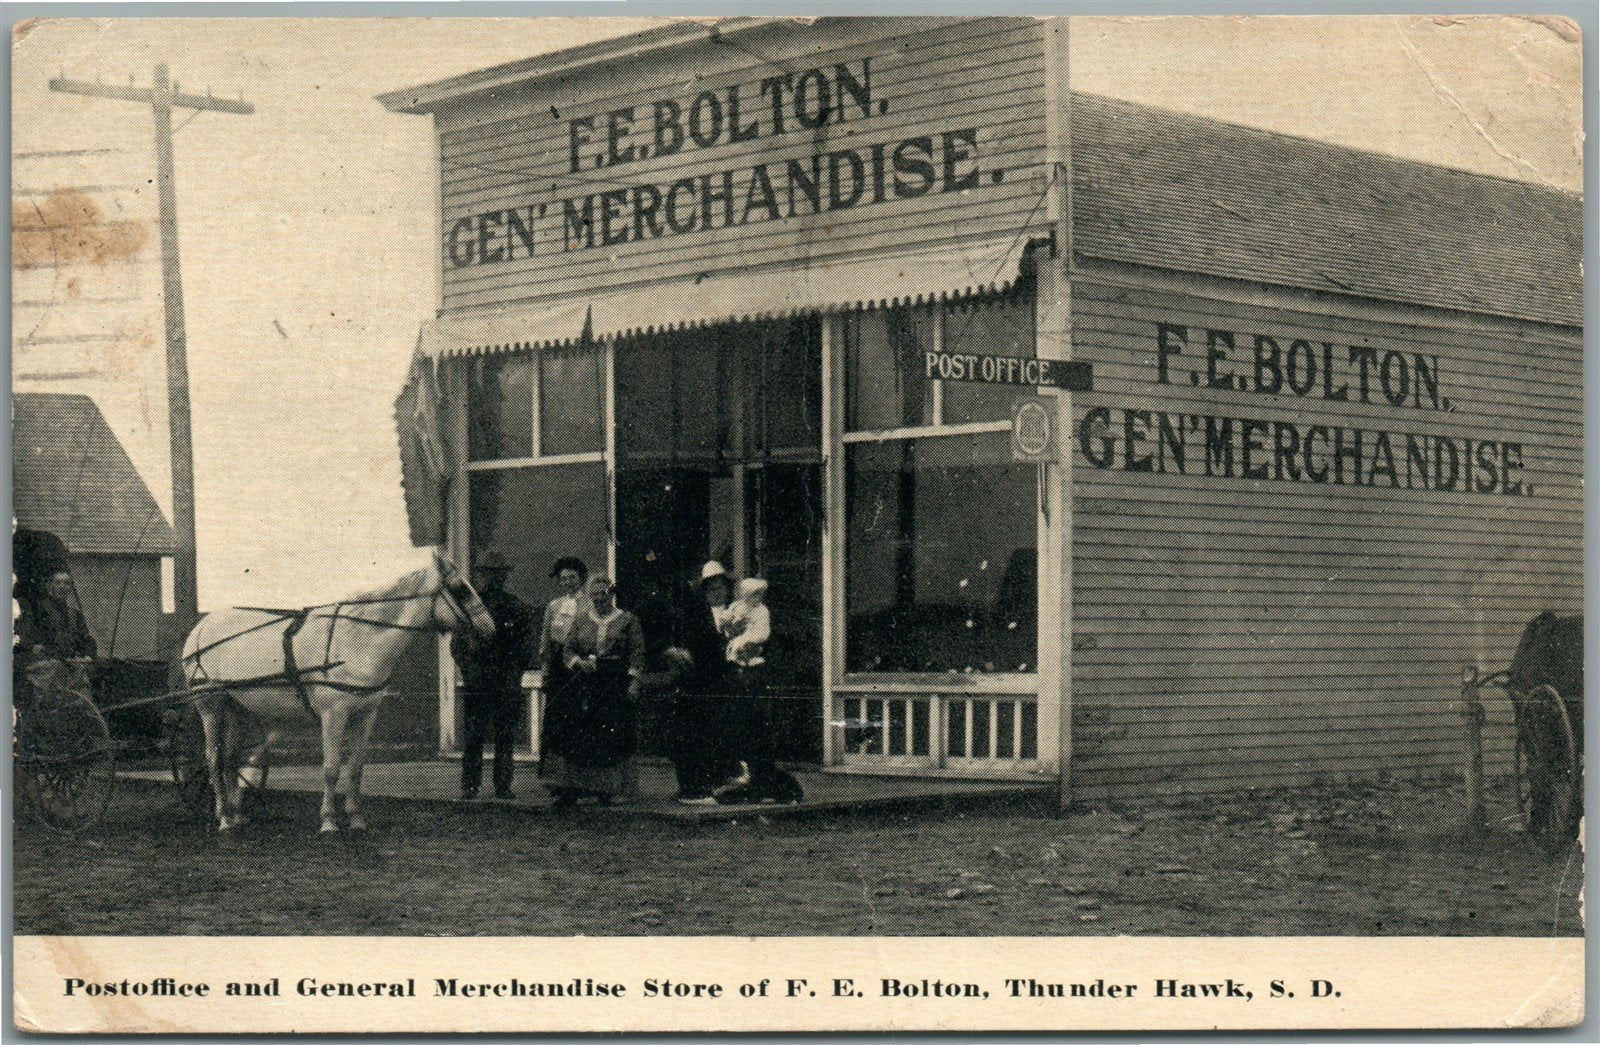 F.E.BOLTON.
GEN' MERCHANDISE.
POST OFFICE.
F.E.BOLTON.
GEN'MERCHANDISE.
Postoffice and General Merchandise Store of F. E. Bolton, Thunder Hawk, S. D.